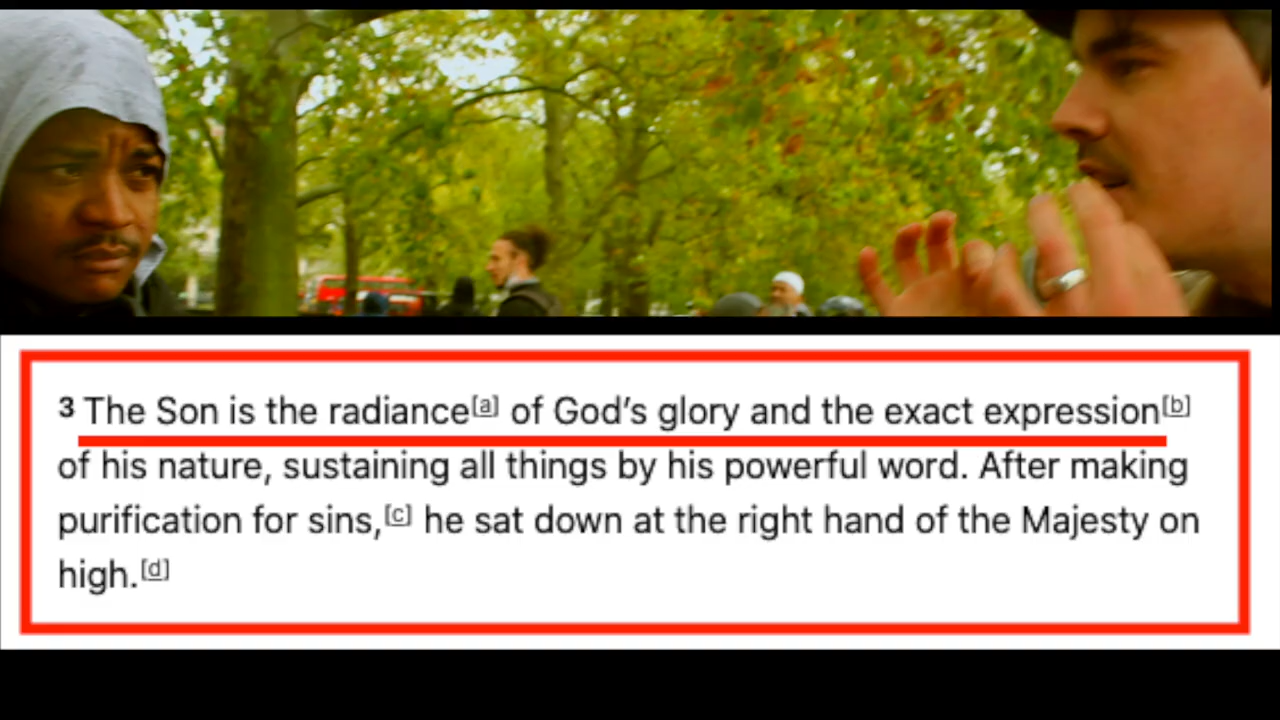 3 The Son is the radiance[a] of God’s glory and the exact expression[b]
of his nature, sustaining all things by his powerful word. After making
purification for sins,[c] he sat down at the right hand of the Majesty on
high.[d]